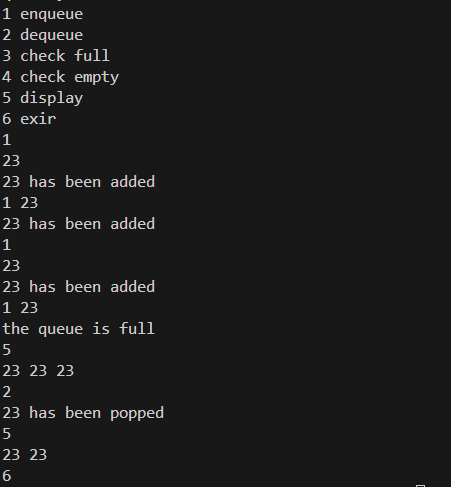 1 enqueue
2 dequeue
3 check full
4 check empty
5 display
6 exir
1
23
23 has been added
1 23
23 has been added
1
23
23 has been added
1 23
the queue is full
5
23 23 23
2
23 has been popped
5
23 23
6